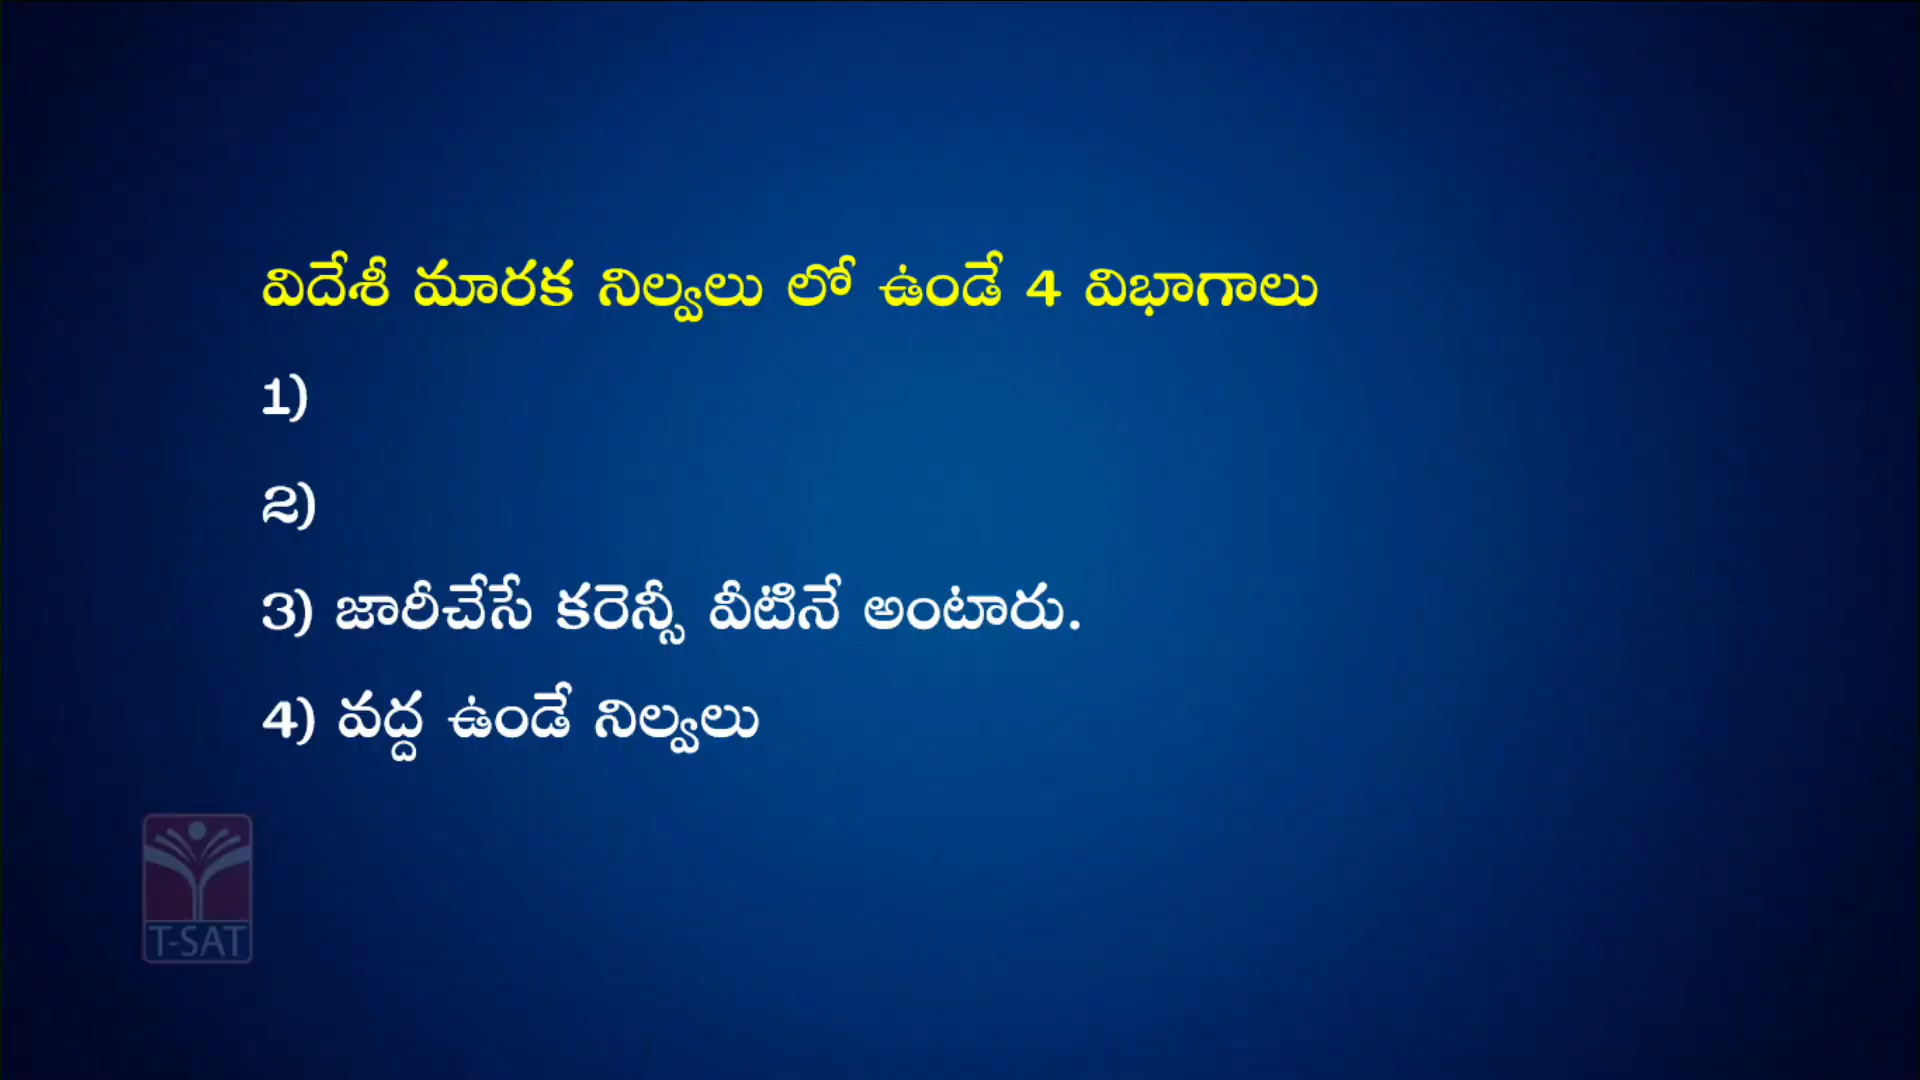 విదేశీ మారక నిల్వలు లో ఉండే 4 విభాగాలు
1)
2)
3) జారీచేసే కరెన్సీ వీటినే అంటారు.
4) వద్ద ఉండే నిల్వలు
T-SAT